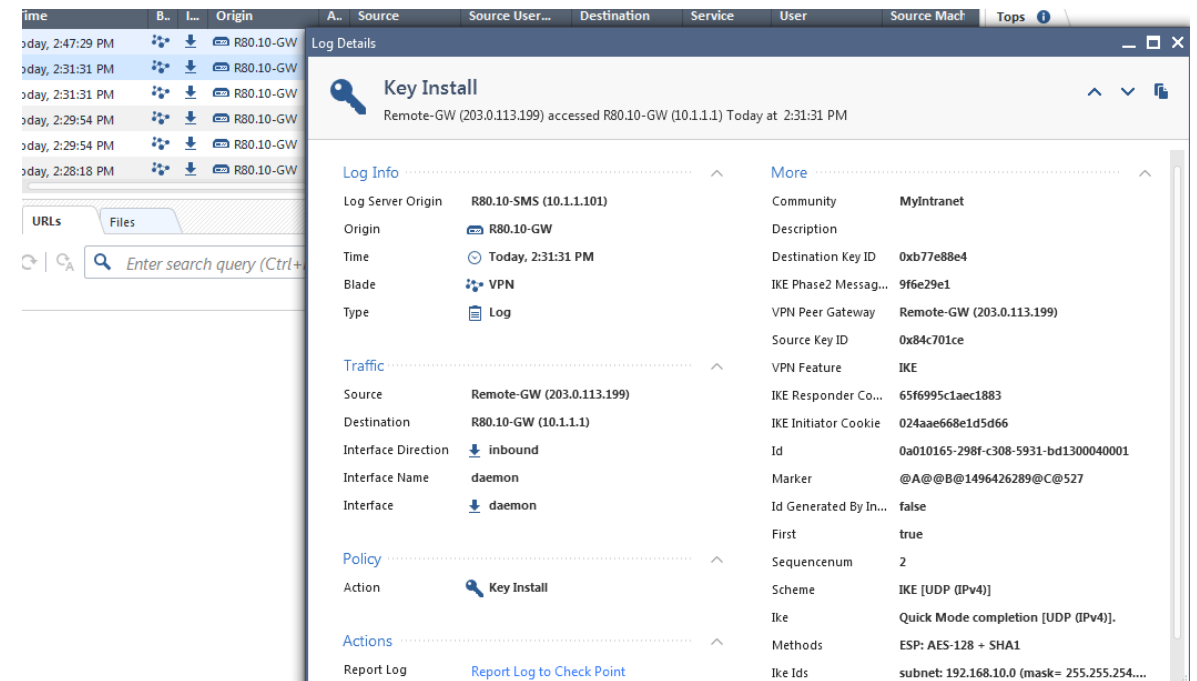 ime B.. I... Origin A.. Source Source User... Destination Service User Source Mach Tops
oday, 2:47:29 PM R80.10-GW
oday, 2:31:31 PM R80.10-GW
oday, 2:31:31 PM R80.10-GW
oday, 2:29:54 PM R80.10-GW
oday, 2:29:54 PM R80.10-GW
oday, 2:28:18 PM R80.10-GW
URLs Files
Enter search query (Ctrl+
Log Details
Key Install
Remote-GW (203.0.113.199) accessed R80.10-GW (10.1.1.1) Today at 2:31:31 PM
Log Info
Log Server Origin R80.10-SMS (10.1.1.101)
Origin R80.10-GW
Time Today, 2:31:31 PM
Blade VPN
Type Log
Traffic
Source Remote-GW (203.0.113.199)
Destination R80.10-GW (10.1.1.1)
Interface Direction inbound
Interface Name daemon
Interface daemon
Policy
Action Key Install
Actions
Report Log Report Log to Check Point
More
Community MyIntranet
Description
Destination Key ID 0xb77e88e4
IKE Phase2 Messag... 9f6e29e1
VPN Peer Gateway Remote-GW (203.0.113.199)
Source Key ID 0x84c701ce
VPN Feature IKE
IKE Responder Co... 65f6995c1aec1883
IKE Initiator Cookie 024aae668e1d5d66
Id 0a010165-298f-c308-5931-bd1300040001
Marker @A@@B@1496426289@C@527
Id Generated By In... false
First true
Sequencenum 2
Scheme IKE [UDP (IPv4)]
Ike Quick Mode completion [UDP (IPv4)].
Methods ESP: AES-128 + SHA1
Ike Ids subnet: 192.168.10.0 (mask= 255.255.254....